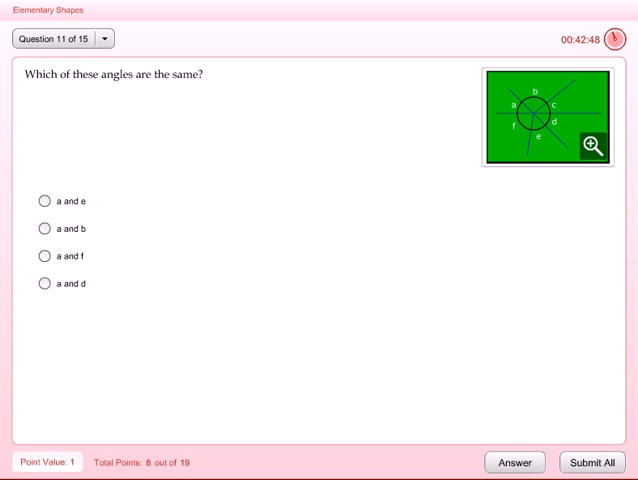 Elementary Shapes
Question 11 of 15
00:42:48
Which of these angles are the same?
b
a
c
f
d
e
a and e
a and b
a and f
a and d
Point Value: 1
Total Points: 8 out of 19
Answer
Submit All